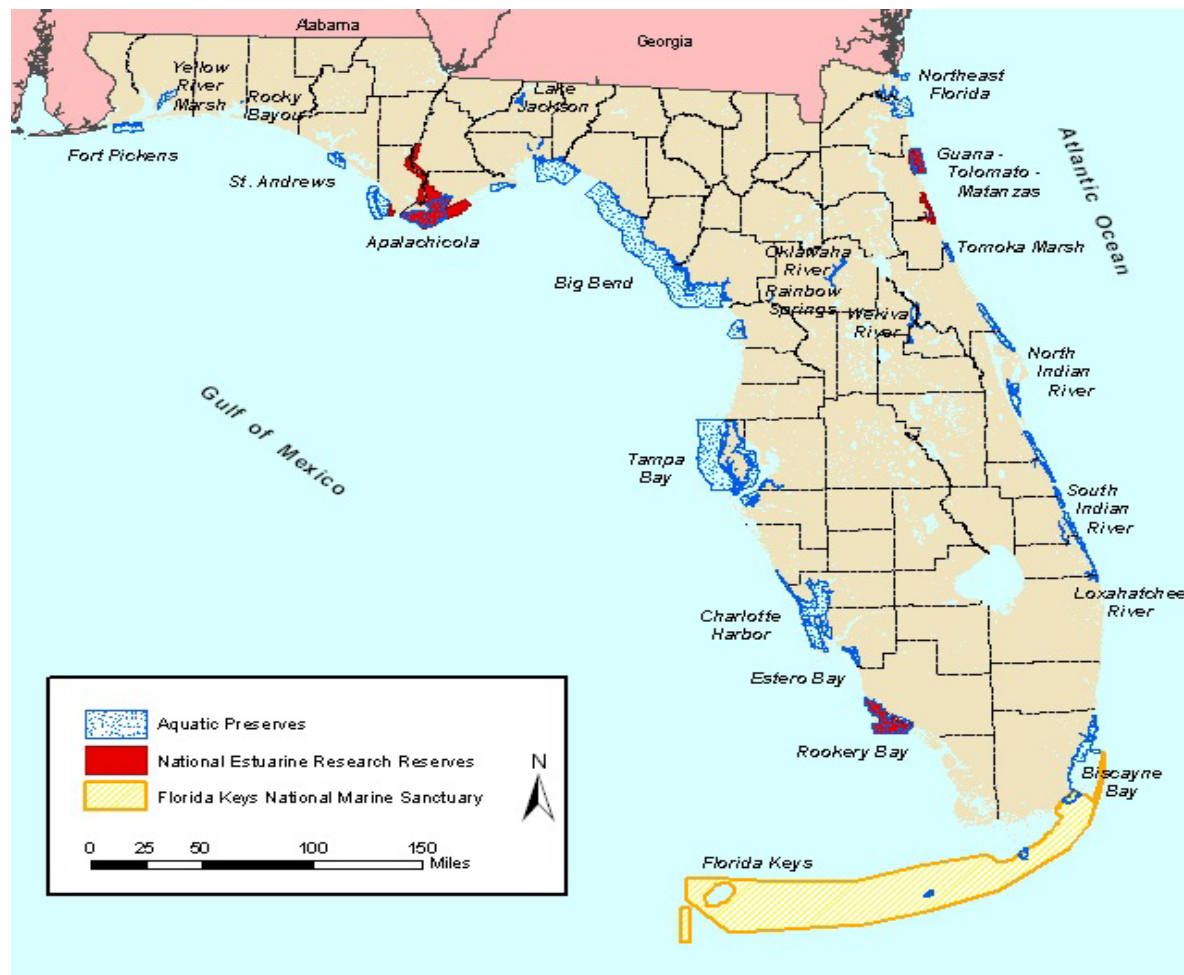 Alabama
Georgia
Yellow
River
Marsh
Rocky
Bayou
Lake
Jackson
Northeast
Florida
Fort Pickens
St. Andrews
Apalachicola
Guana -
Tolomato -
Matanzas
Atlantic Ocean
Tomoka Marsh
Big Bend
Oklawaha
River
Rainbow
Springs
Wekiva
River
North
Indian
River
Gulf of Mexico
Tampa
Bay
South
Indian
River
Loxahatchee
River
Charlotte
Harbor
Estero Bay
Rookery Bay
Biscayne
Bay
Florida Keys
Aquatic Preserves
National Estuarine Research Reserves
Florida Keys National Marine Sanctuary
N
0 25 50 100 150
Miles